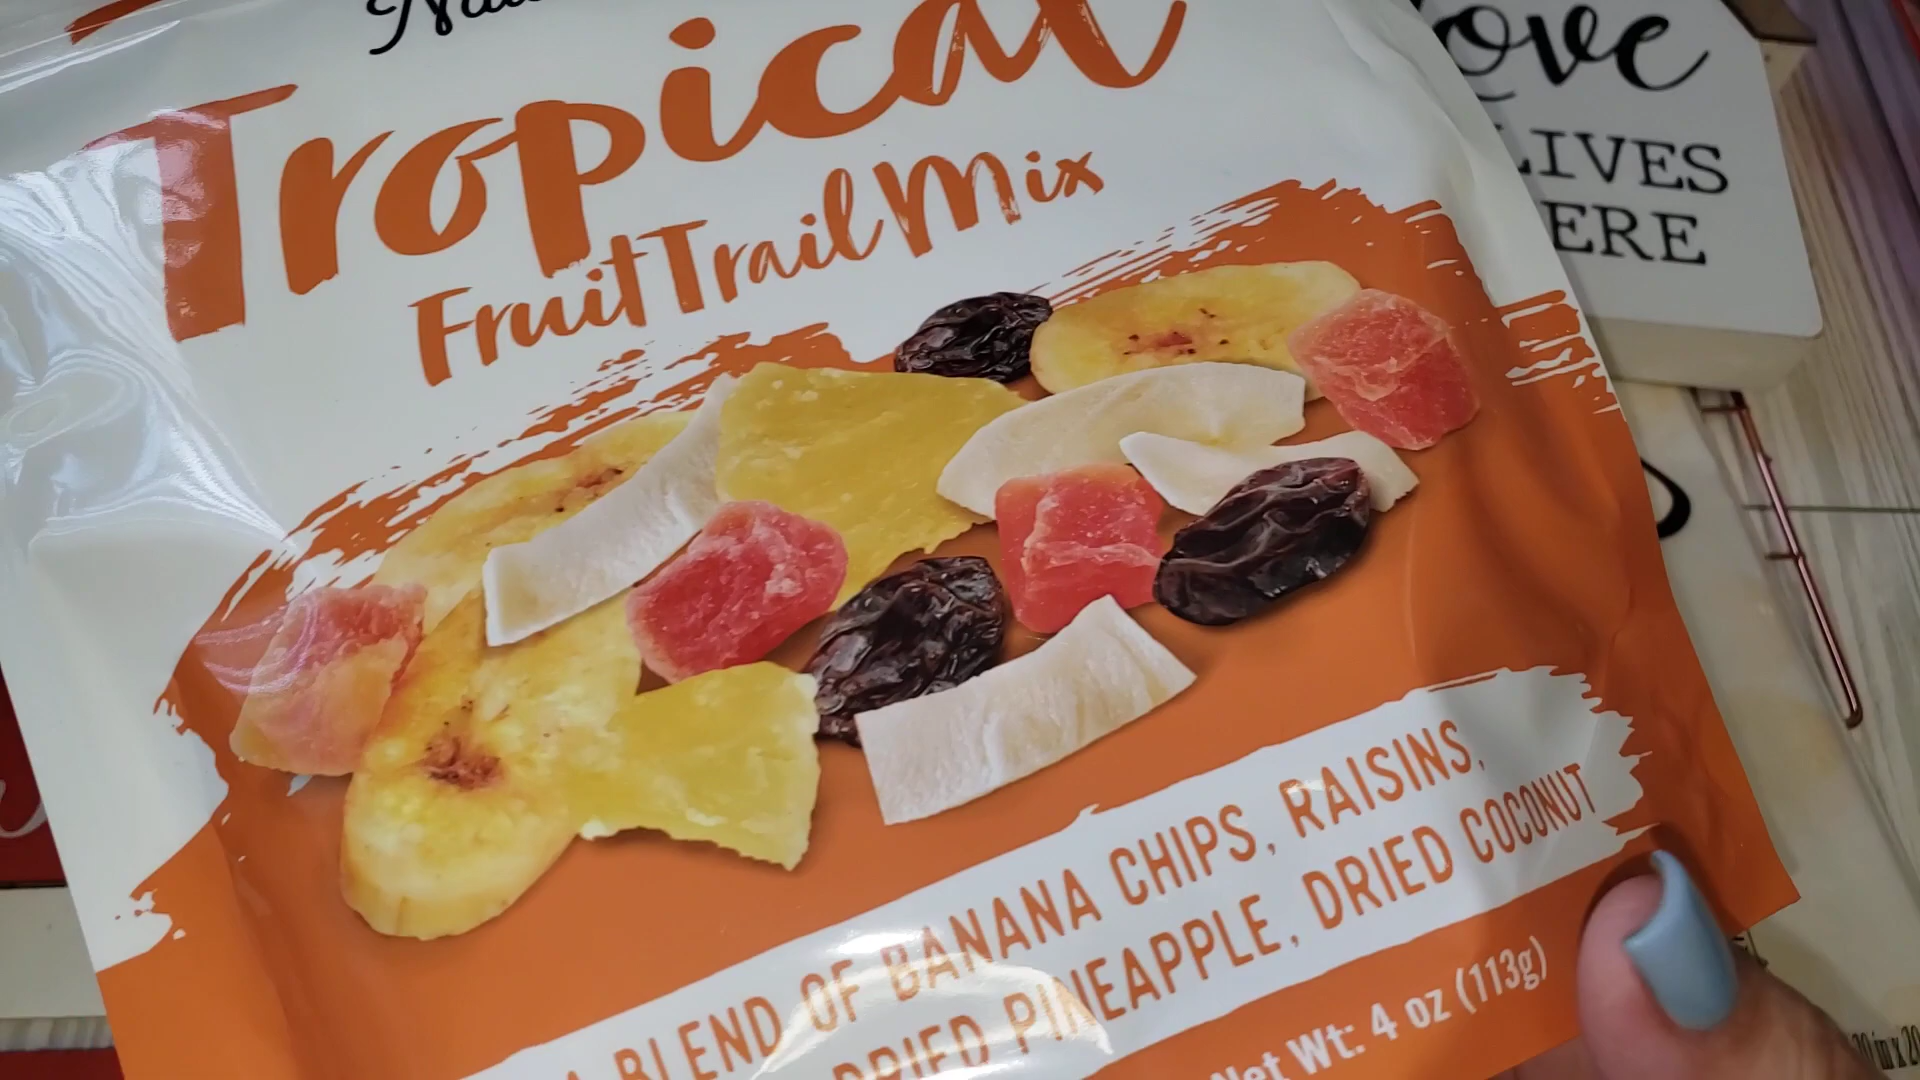 Tropical
Fruit Trail Mix
A BLEND OF BANANA CHIPS, RAISINS,
DRIED PINEAPPLE, DRIED COCONUT
Net Wt: 4 oz (113g)
ove
LIVES
ERE